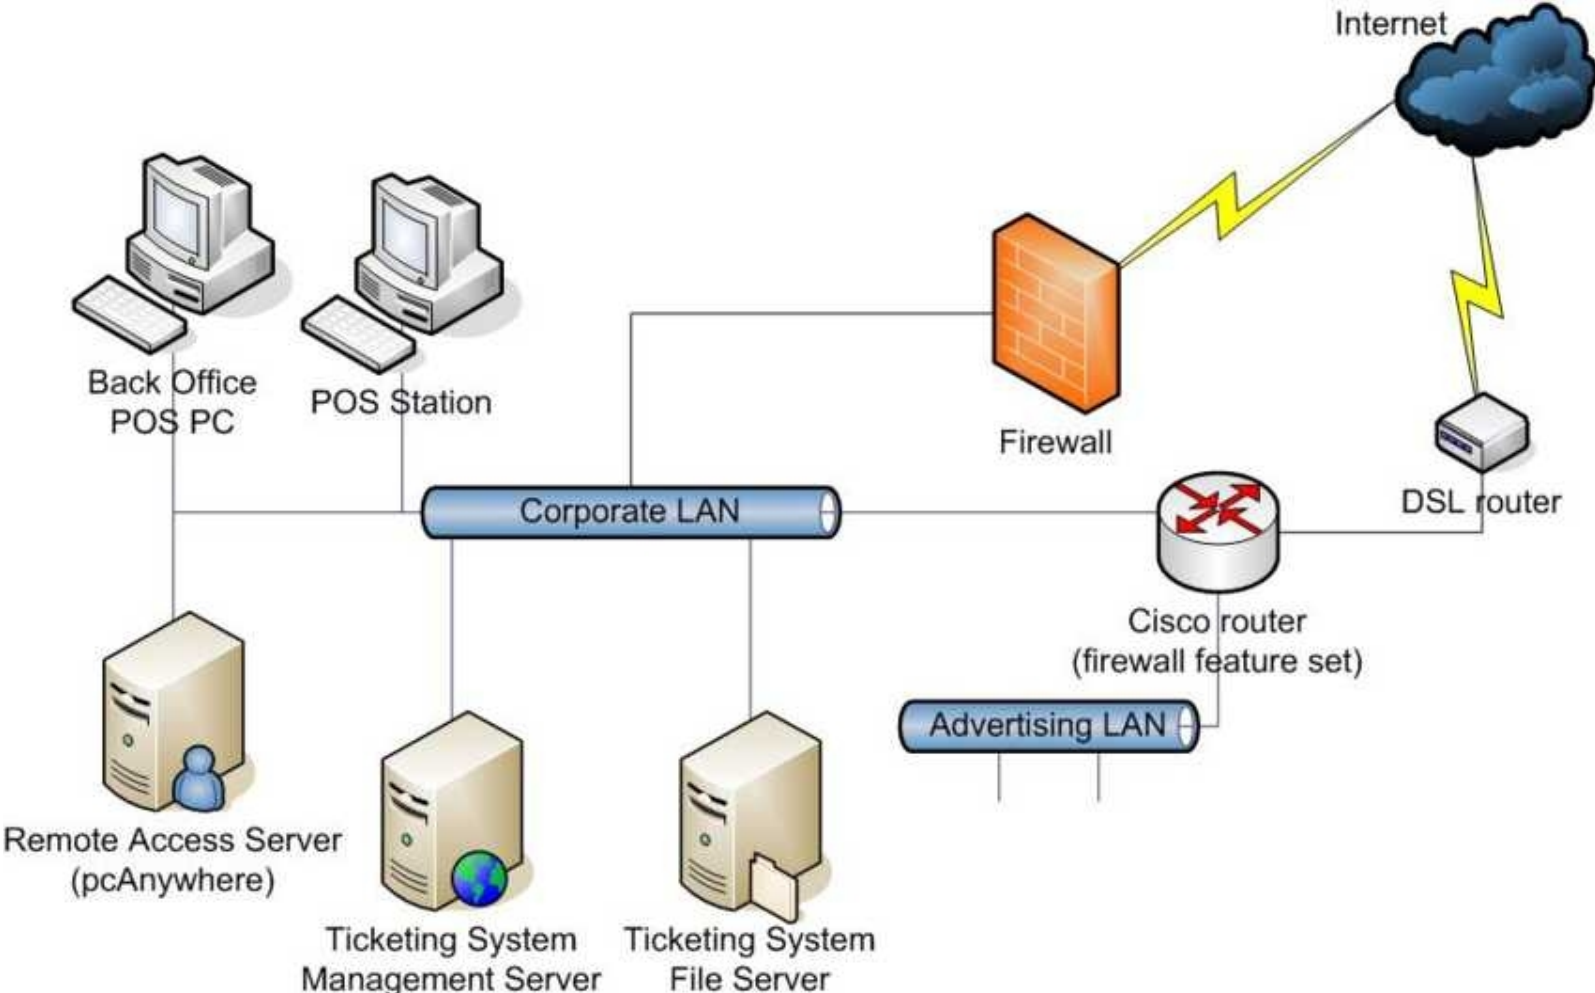 Internet
Back Office
POS PC
POS Station
Firewall
DSL router
Corporate LAN
Cisco router
(firewall feature set)
Advertising LAN
Remote Access Server
(pcAnywhere)
Ticketing System
Management Server
Ticketing System
File Server